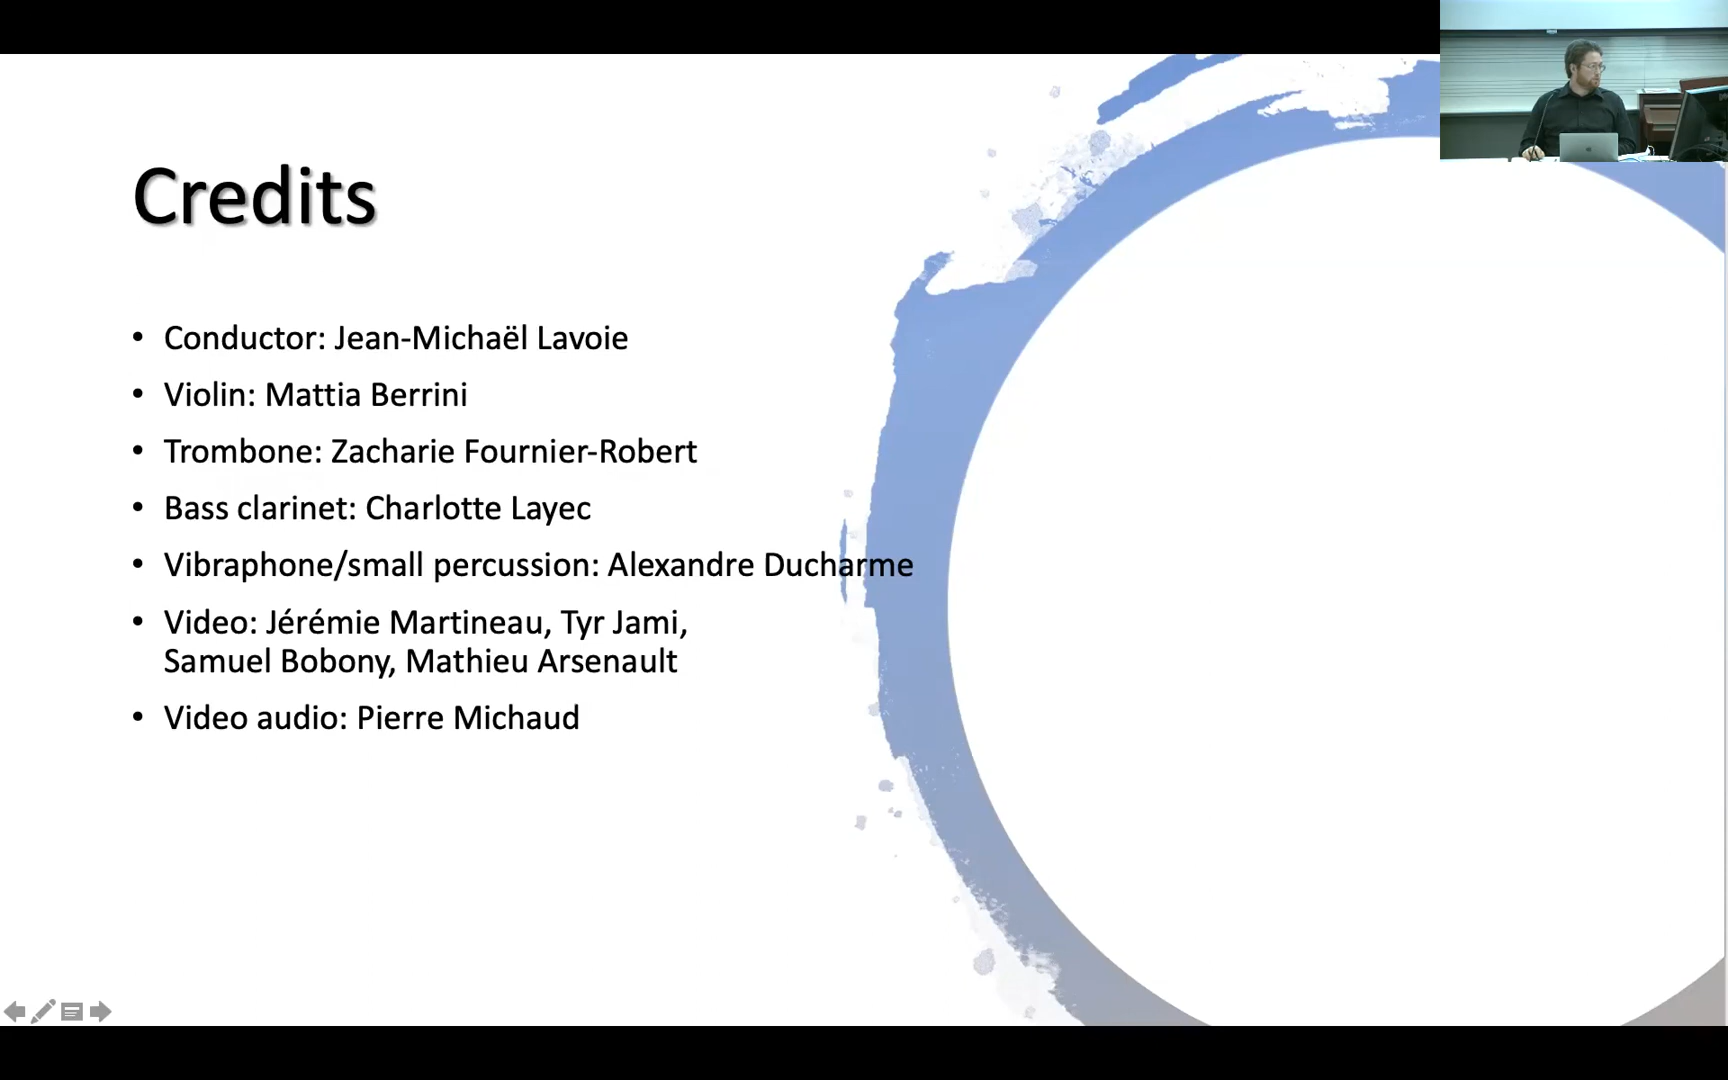 Credits
• Conductor: Jean-Michaël Lavoie
• Violin: Mattia Berrini
• Trombone: Zacharie Fournier-Robert
• Bass clarinet: Charlotte Layec
• Vibraphone/small percussion: Alexandre Ducharme
• Video: Jérémie Martineau, Tyr Jami,
Samuel Bobony, Mathieu Arsenault
• Video audio: Pierre Michaud